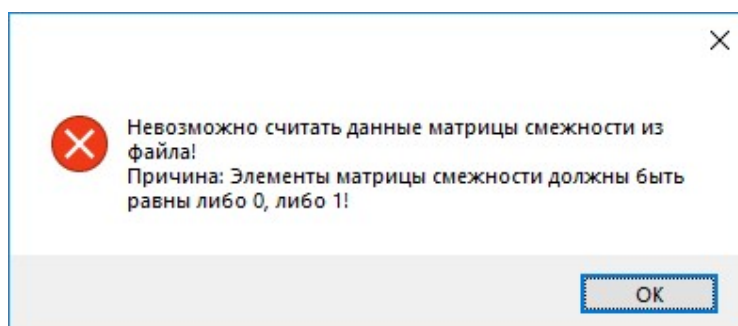 Невозможно считать данные матрицы смежности из
файла!
Причина: Элементы матрицы смежности должны быть
равны либо 0, либо 1!
OK